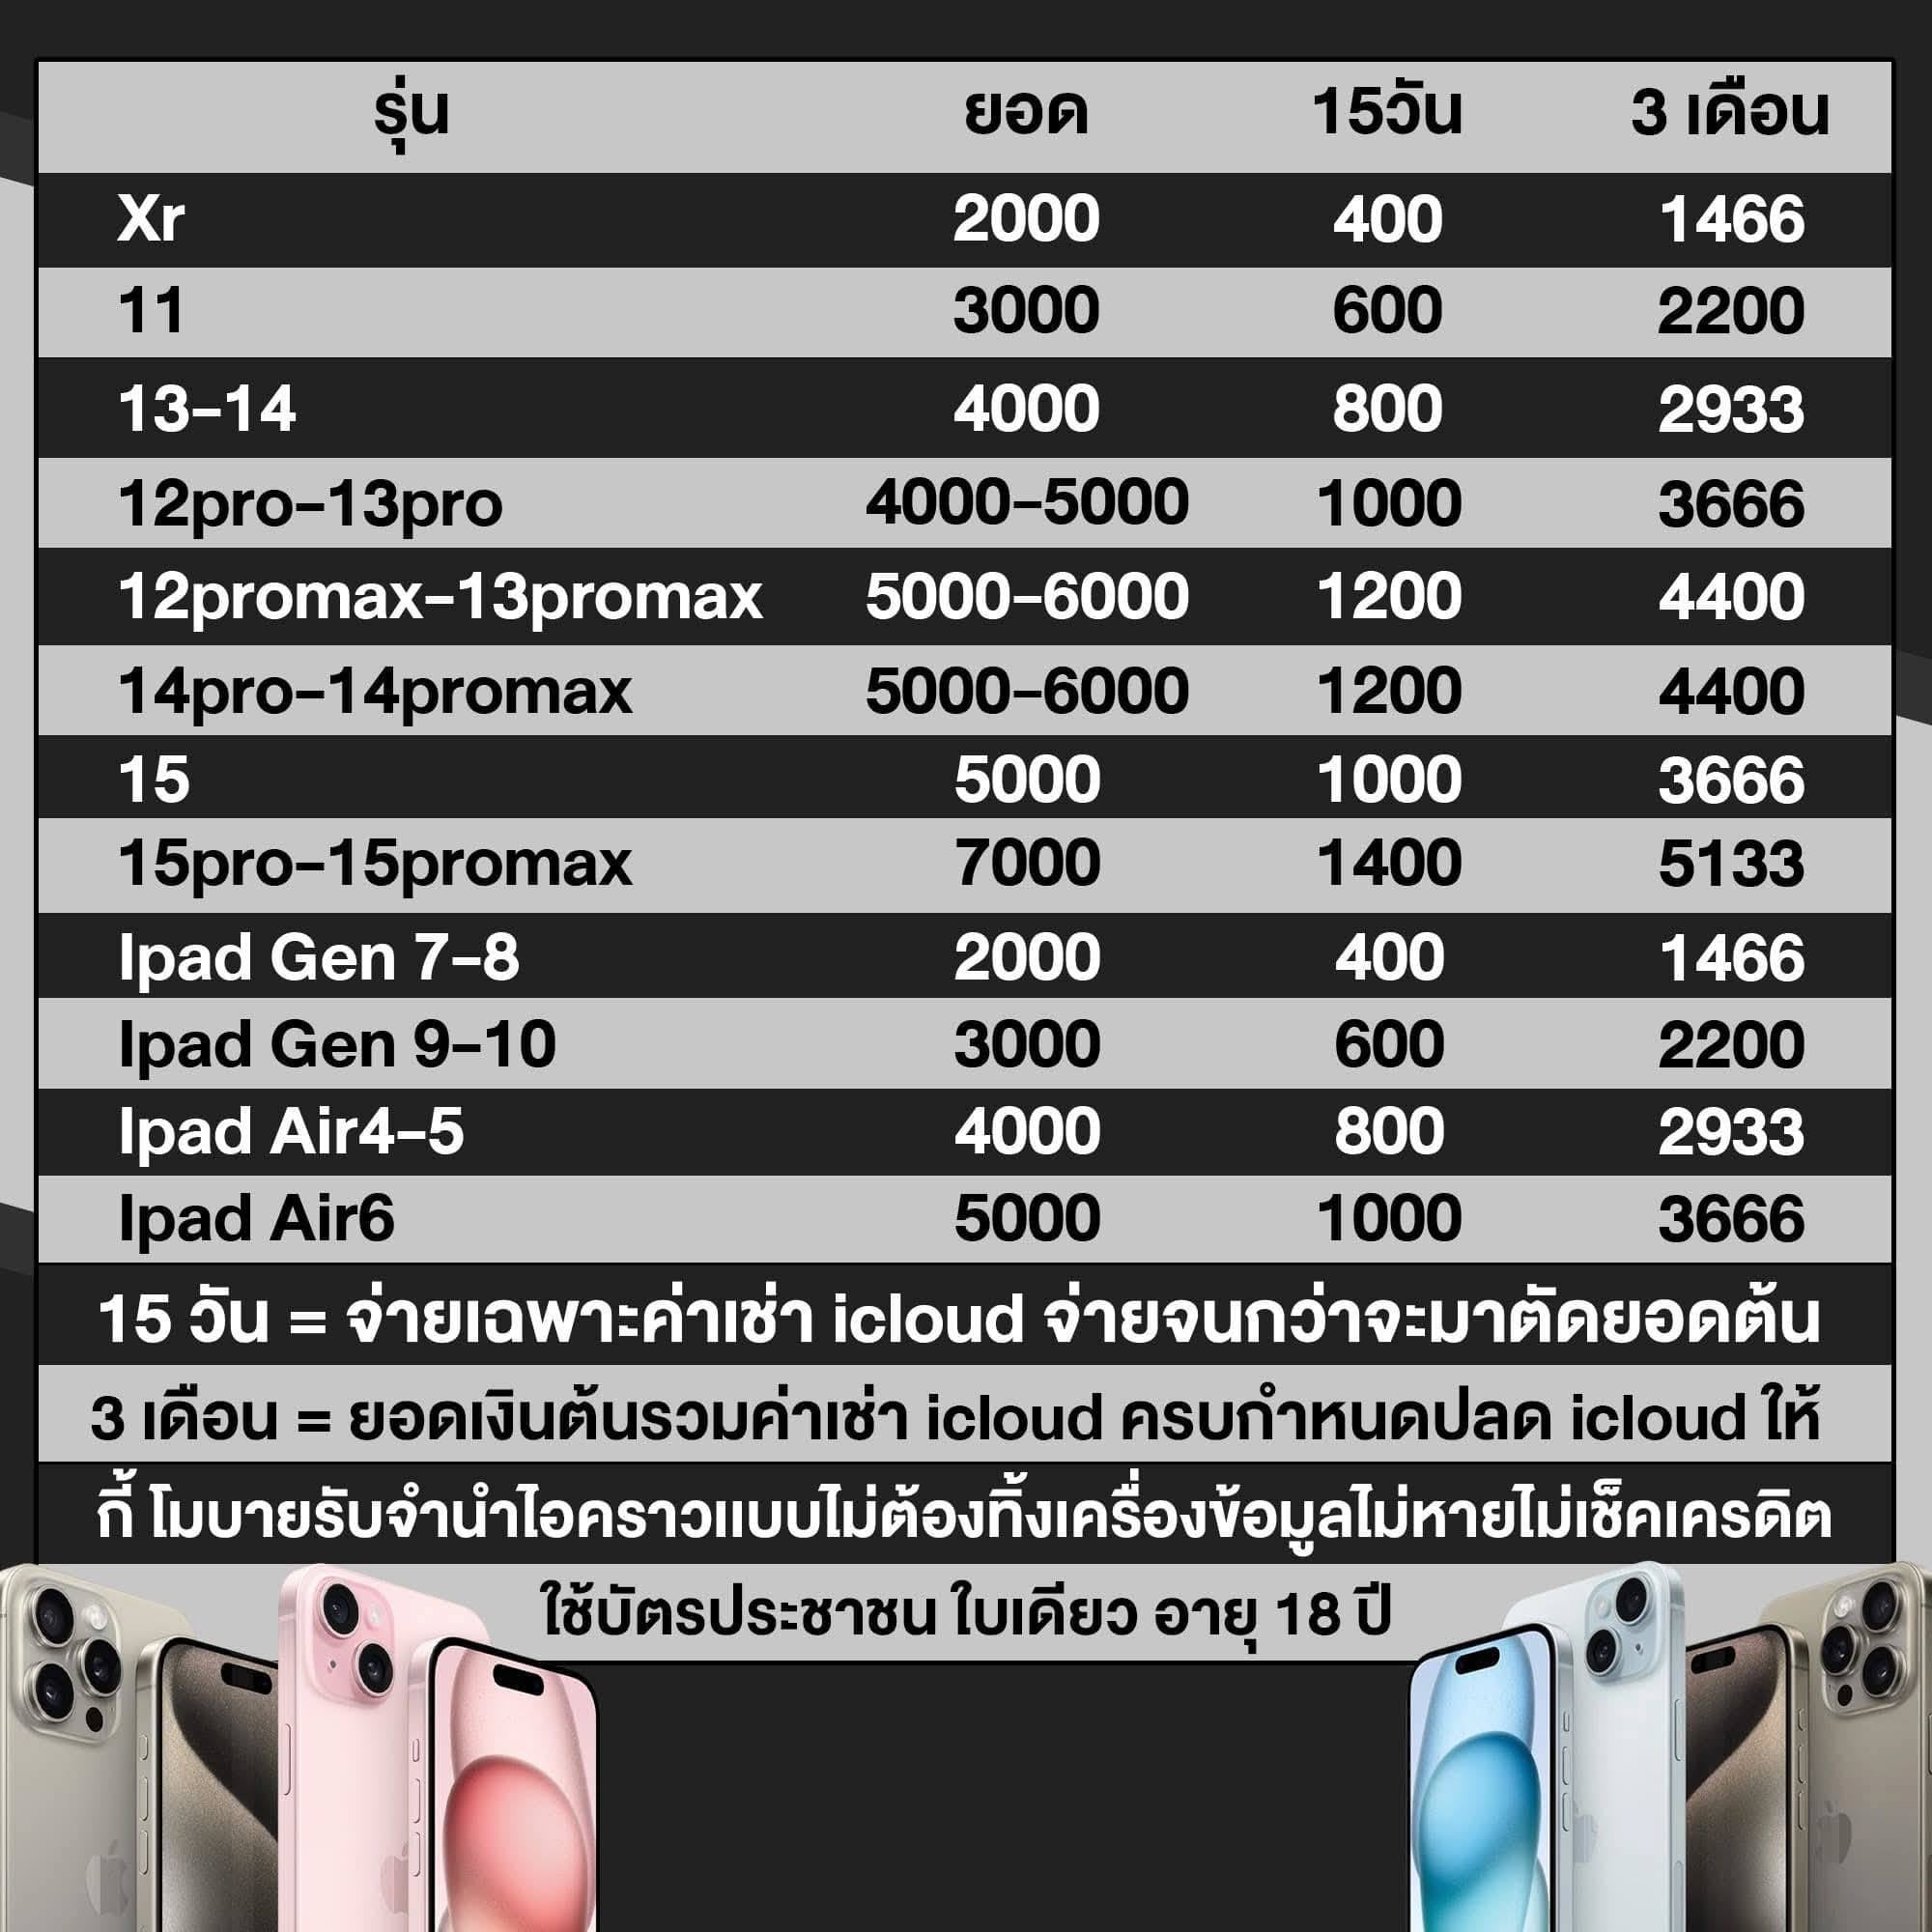 รุ่น ยอด 15วัน 3 เดือน
Xr 2000 400 1466
11 3000 600 2200
13-14 4000 800 2933
12pro-13pro 4000-5000 1000 3666
12promax-13promax 5000-6000 1200 4400
14pro-14promax 5000-6000 1200 4400
15 5000 1000 3666
15pro-15promax 7000 1400 5133
Ipad Gen 7-8 2000 400 1466
Ipad Gen 9-10 3000 600 2200
Ipad Air4-5 4000 800 2933
Ipad Air6 5000 1000 3666
15 วัน = จ่ายเฉพาะค่าเช่า icloud จ่ายจนกว่าจะมาตัดยอดต้น
3 เดือน = ยอดเงินต้นรวมค่าเช่า icloud ครบกำหนดปลด icloud ให้
กี้ โมบายรับจำนำไอคราวแบบไม่ต้องทิ้งเครื่องข้อมูลไม่หายไม่เช็คเครดิต
ใช้บัตรประชาชน ใบเดียว อายุ 18 ปี